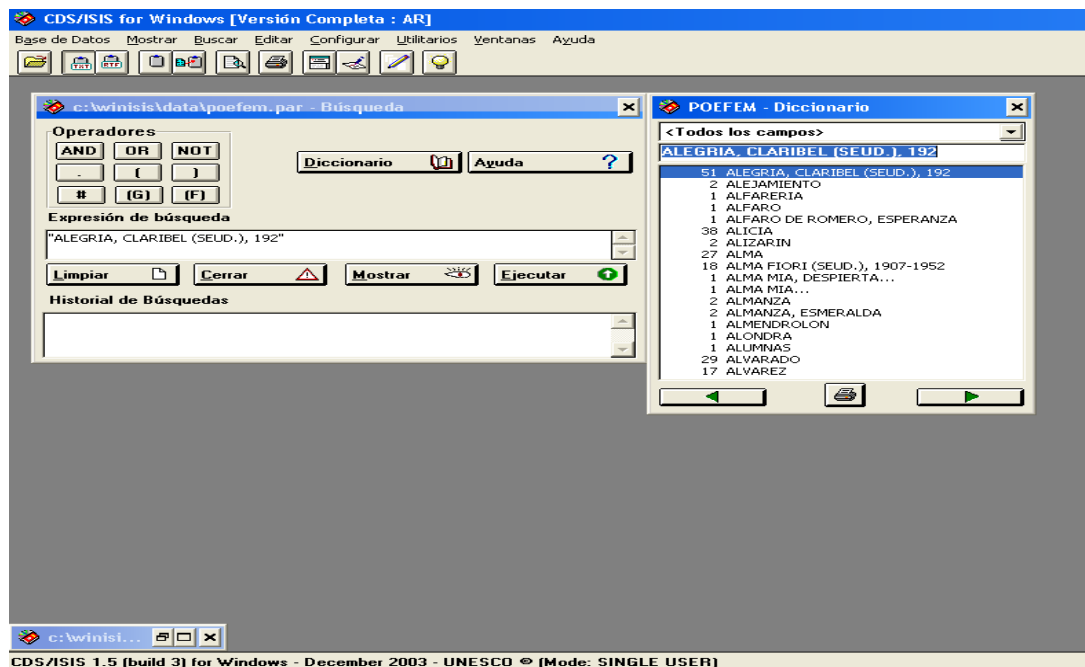 CDS/ISIS for Windows [Versión Completa : AR]
Base de Datos Mostrar Buscar Editar Configurar Utilitarios Ventanas Ayuda
c:\winisis\data\poefem.par - Búsqueda
Operadores
AND OR NOT
. ( )
# (G) (F)
Diccionario Ayuda ?
Expresión de búsqueda
"ALEGRIA, CLARIBEL (SEUD.), 192"
Limpiar Cerrar Mostrar Ejecutar
Historial de Búsquedas
POEFEM - Diccionario
<Todos los campos>
ALEGRIA, CLARIBEL (SEUD.), 192
51 ALEGRIA, CLARIBEL (SEUD.), 192
2 ALEJAMIENTO
1 ALFARERIA
1 ALFARO
1 ALFARO DE ROMERO, ESPERANZA
38 ALICIA
2 ALIZARIN
27 ALMA
18 ALMA FIORI (SEUD.), 1907-1952
1 ALMA MIA, DESPIERTA...
1 ALMA MIA...
2 ALMANZA
2 ALMANZA, ESMERALDA
1 ALMENDROLON
1 ALONDRA
1 ALUMNAS
29 ALVARADO
17 ALVAREZ
c:\winisi...
CDS/ISIS 1.5 (build 3) for Windows - December 2003 - UNESCO © (Mode: SINGLE USER)